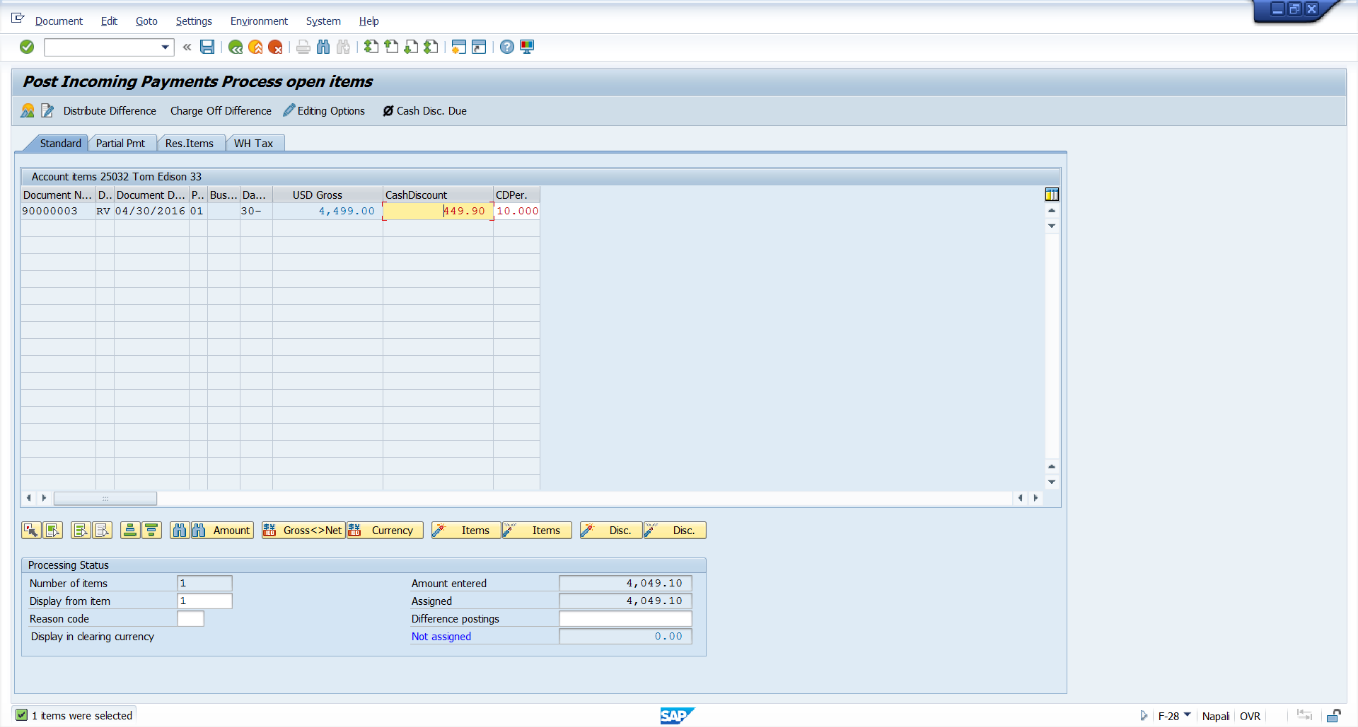 Document Edit Goto Settings Environment System Help
Post Incoming Payments Process open items
Distribute Difference Charge Off Difference Editing Options Cash Disc. Due
Standard Partial Pmt Res.Items WH Tax
Account items 25032 Tom Edison 33
Document N... D.. Document D... P.. Bus... Da... USD Gross CashDiscount CDPer.
90000003 RV 04/30/2016 01 30- 4,499.00 449.90 10.000
Amount Gross<>Net Currency Items Items Disc. Disc.
Processing Status
Number of items 1 Amount entered 4,049.10
Display from item 1 Assigned 4,049.10
Reason code Difference postings
Display in clearing currency Not assigned 0.00
1 items were selected SAP F-28 Napali OVR